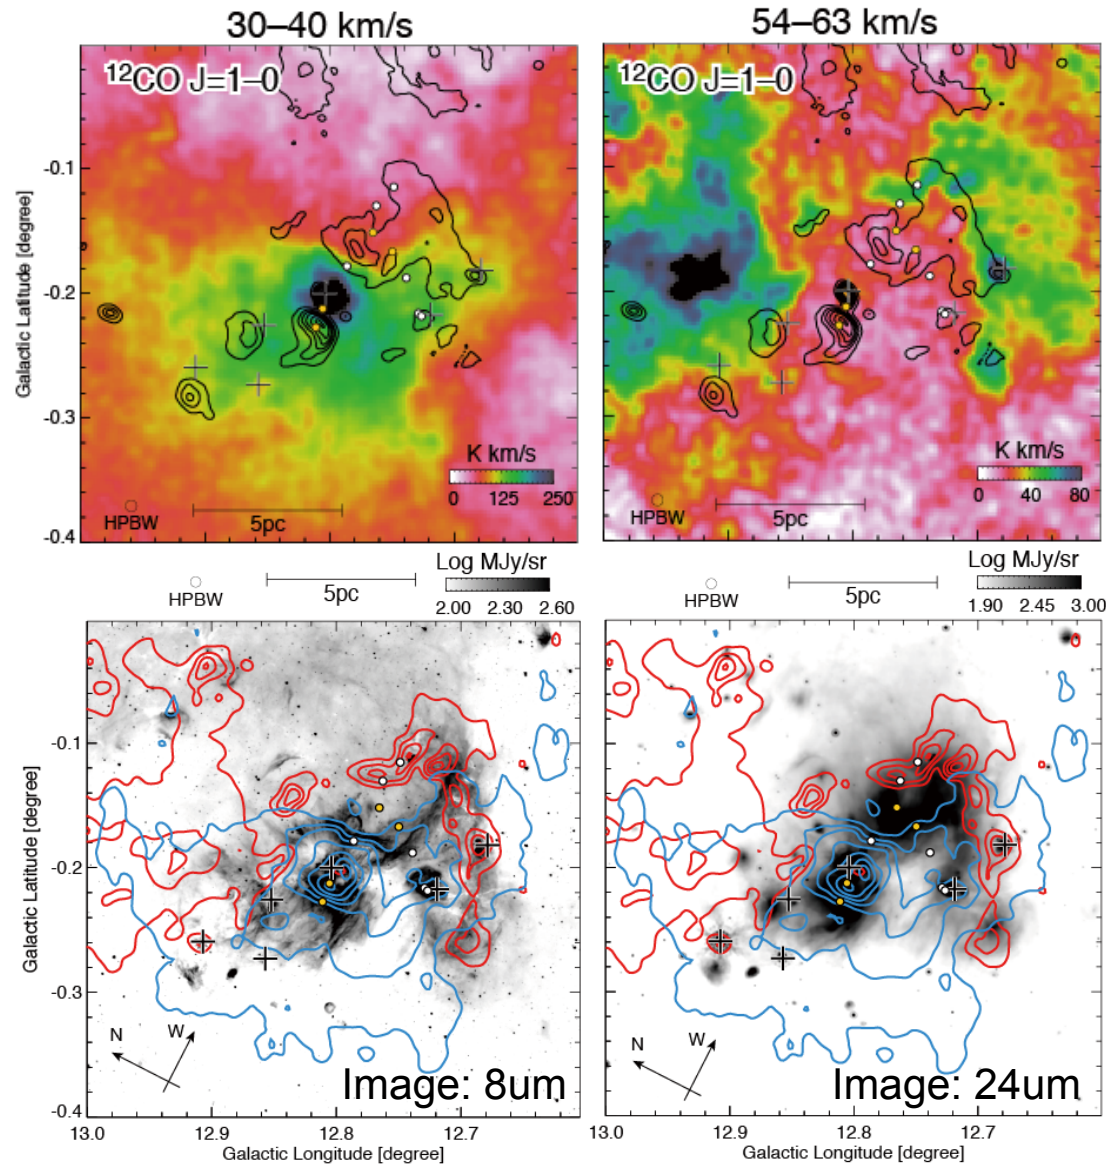 30–40 km/s
54–63 km/s
¹²CO J=1–0
¹²CO J=1–0
Galactic Latitude [degree]
-0.1
-0.2
-0.3
-0.4
K km/s
0 125 250
HPBW
5pc
K km/s
0 40 80
HPBW
5pc
HPBW
5pc
Log MJy/sr
2.00 2.30 2.60
HPBW
5pc
Log MJy/sr
1.90 2.45 3.00
Galactic Latitude [degree]
-0.1
-0.2
-0.3
-0.4
N
W
Image: 8um
N
W
Image: 24um
13.0 12.9 12.8 12.7
Galactic Longitude [degree]
13.0 12.9 12.8 12.7
Galactic Longitude [degree]